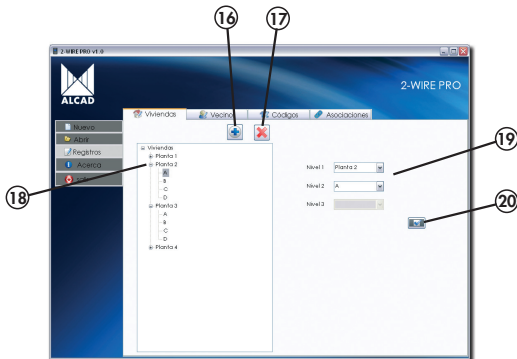 16 17
2-WIRE PRO v1.0
ALCAD
2-WIRE PRO
Viviendas Vecinos Códigos Asociaciones
Nuevo
Abrir
Registros
Acerca
18
Viviendas
Planta 1
Planta 2
A
B
C
D
Planta 3
A
B
C
D
Planta 4
Nivel 1 Planta 2
Nivel 2 A
Nivel 3
19
20